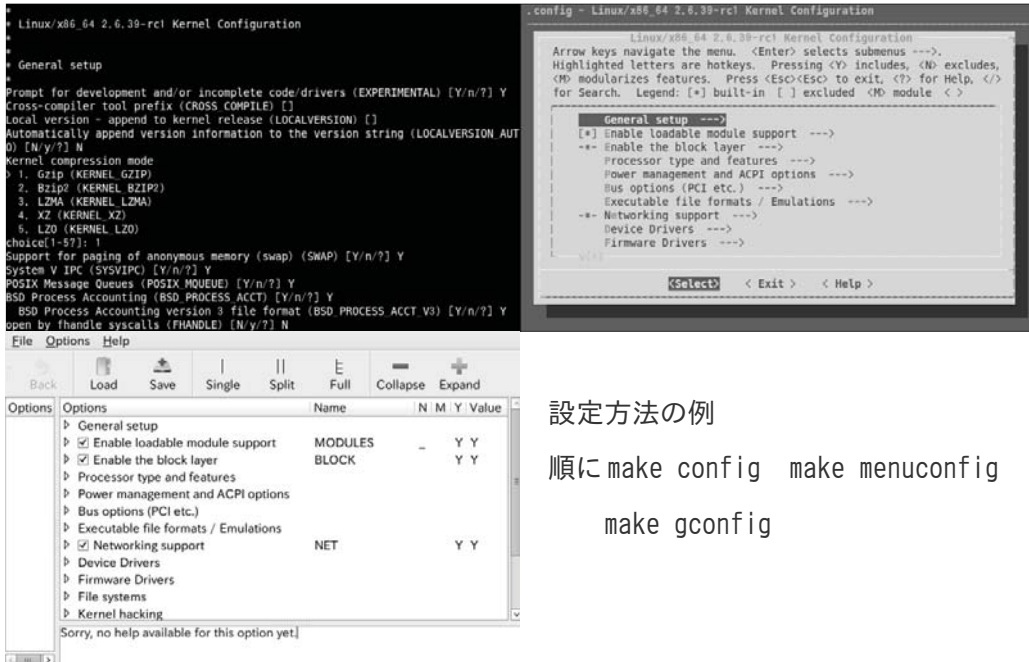 *
* Linux/x86_64 2.6.39-rc1 Kernel Configuration
*
*
* General setup
*
Prompt for development and/or incomplete code/drivers (EXPERIMENTAL) [Y/n/?] Y
Cross-compiler tool prefix (CROSS_COMPILE) []
Local version - append to kernel release (LOCALVERSION) []
Automatically append version information to the version string (LOCALVERSION_AUT
O) [N/y/?] N
Kernel compression mode
> 1. Gzip (KERNEL_GZIP)
2. Bzip2 (KERNEL_BZIP2)
3. LZMA (KERNEL_LZMA)
4. XZ (KERNEL_XZ)
5. LZO (KERNEL_LZO)
choice[1-5?]: 1
Support for paging of anonymous memory (swap) (SWAP) [Y/n/?] Y
System V IPC (SYSVIPC) [Y/n/?] Y
POSIX Message Queues (POSIX_MQUEUE) [Y/n/?] Y
BSD Process Accounting (BSD_PROCESS_ACCT) [Y/n/?] Y
BSD Process Accounting version 3 file format (BSD_PROCESS_ACCT_V3) [Y/n/?] Y
open by fhandle syscalls (FHANDLE) [N/y/?] N
.config - Linux/x86_64 2.6.39-rc1 Kernel Configuration
Linux/x86_64 2.6.39-rc1 Kernel Configuration
Arrow keys navigate the menu. <Enter> selects submenus --->.
Highlighted letters are hotkeys. Pressing <Y> includes, <N> excludes,
<M> modularizes features. Press <Esc><Esc> to exit, <?> for Help, </>
for Search. Legend: [*] built-in [ ] excluded <M> module < >
General setup --->
[*] Enable loadable module support --->
-*- Enable the block layer --->
Processor type and features --->
Power management and ACPI options --->
Bus options (PCI etc.) --->
Executable file formats / Emulations --->
-*- Networking support --->
Device Drivers --->
Firmware Drivers --->
v(+)
<Select> < Exit > < Help >
File Options Help
Back Load Save Single Split Full Collapse Expand
Options Options Name N M Y Value
General setup
Enable loadable module support MODULES _ Y Y
Enable the block layer BLOCK Y Y
Processor type and features
Power management and ACPI options
Bus options (PCI etc.)
Executable file formats / Emulations
Networking support NET Y Y
Device Drivers
Firmware Drivers
File systems
Kernel hacking
Sorry, no help available for this option yet.
設定方法の例
順に make config make menuconfig
make gconfig